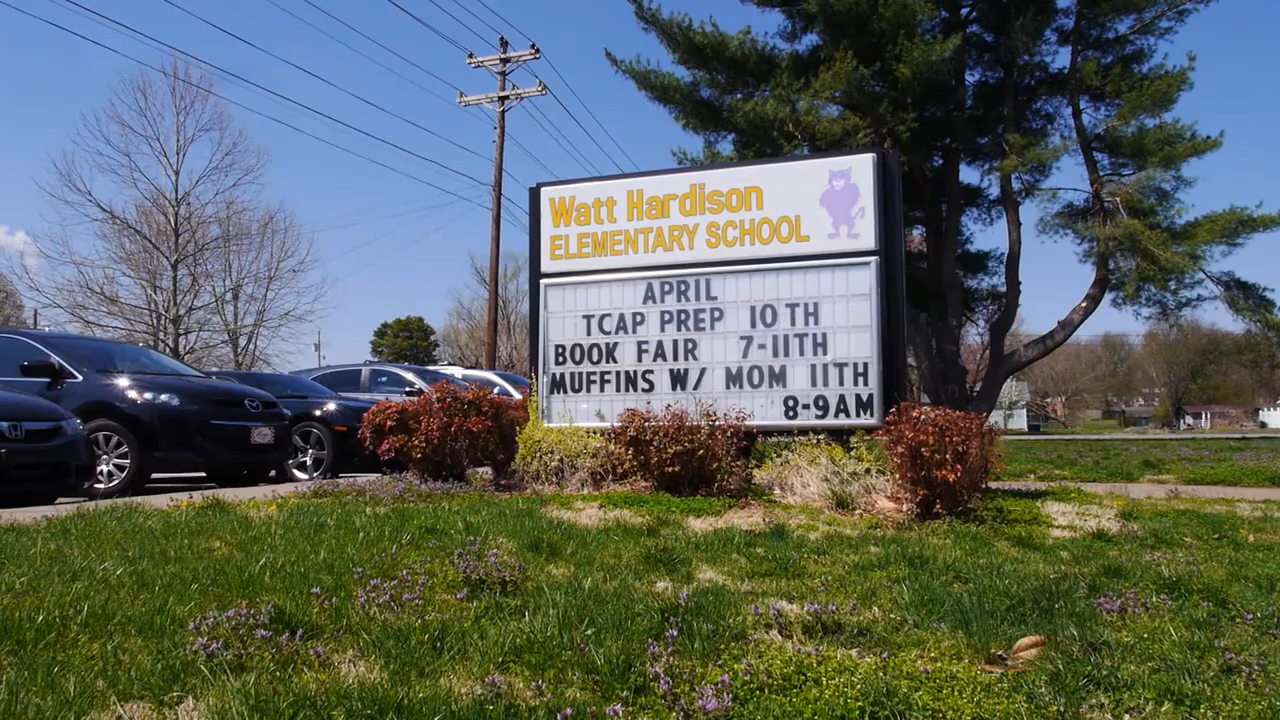 Watt Hardison
ELEMENTARY SCHOOL
APRIL
TCAP PREP 10TH
BOOK FAIR 7-11TH
MUFFINS W/ MOM 11TH
8-9AM